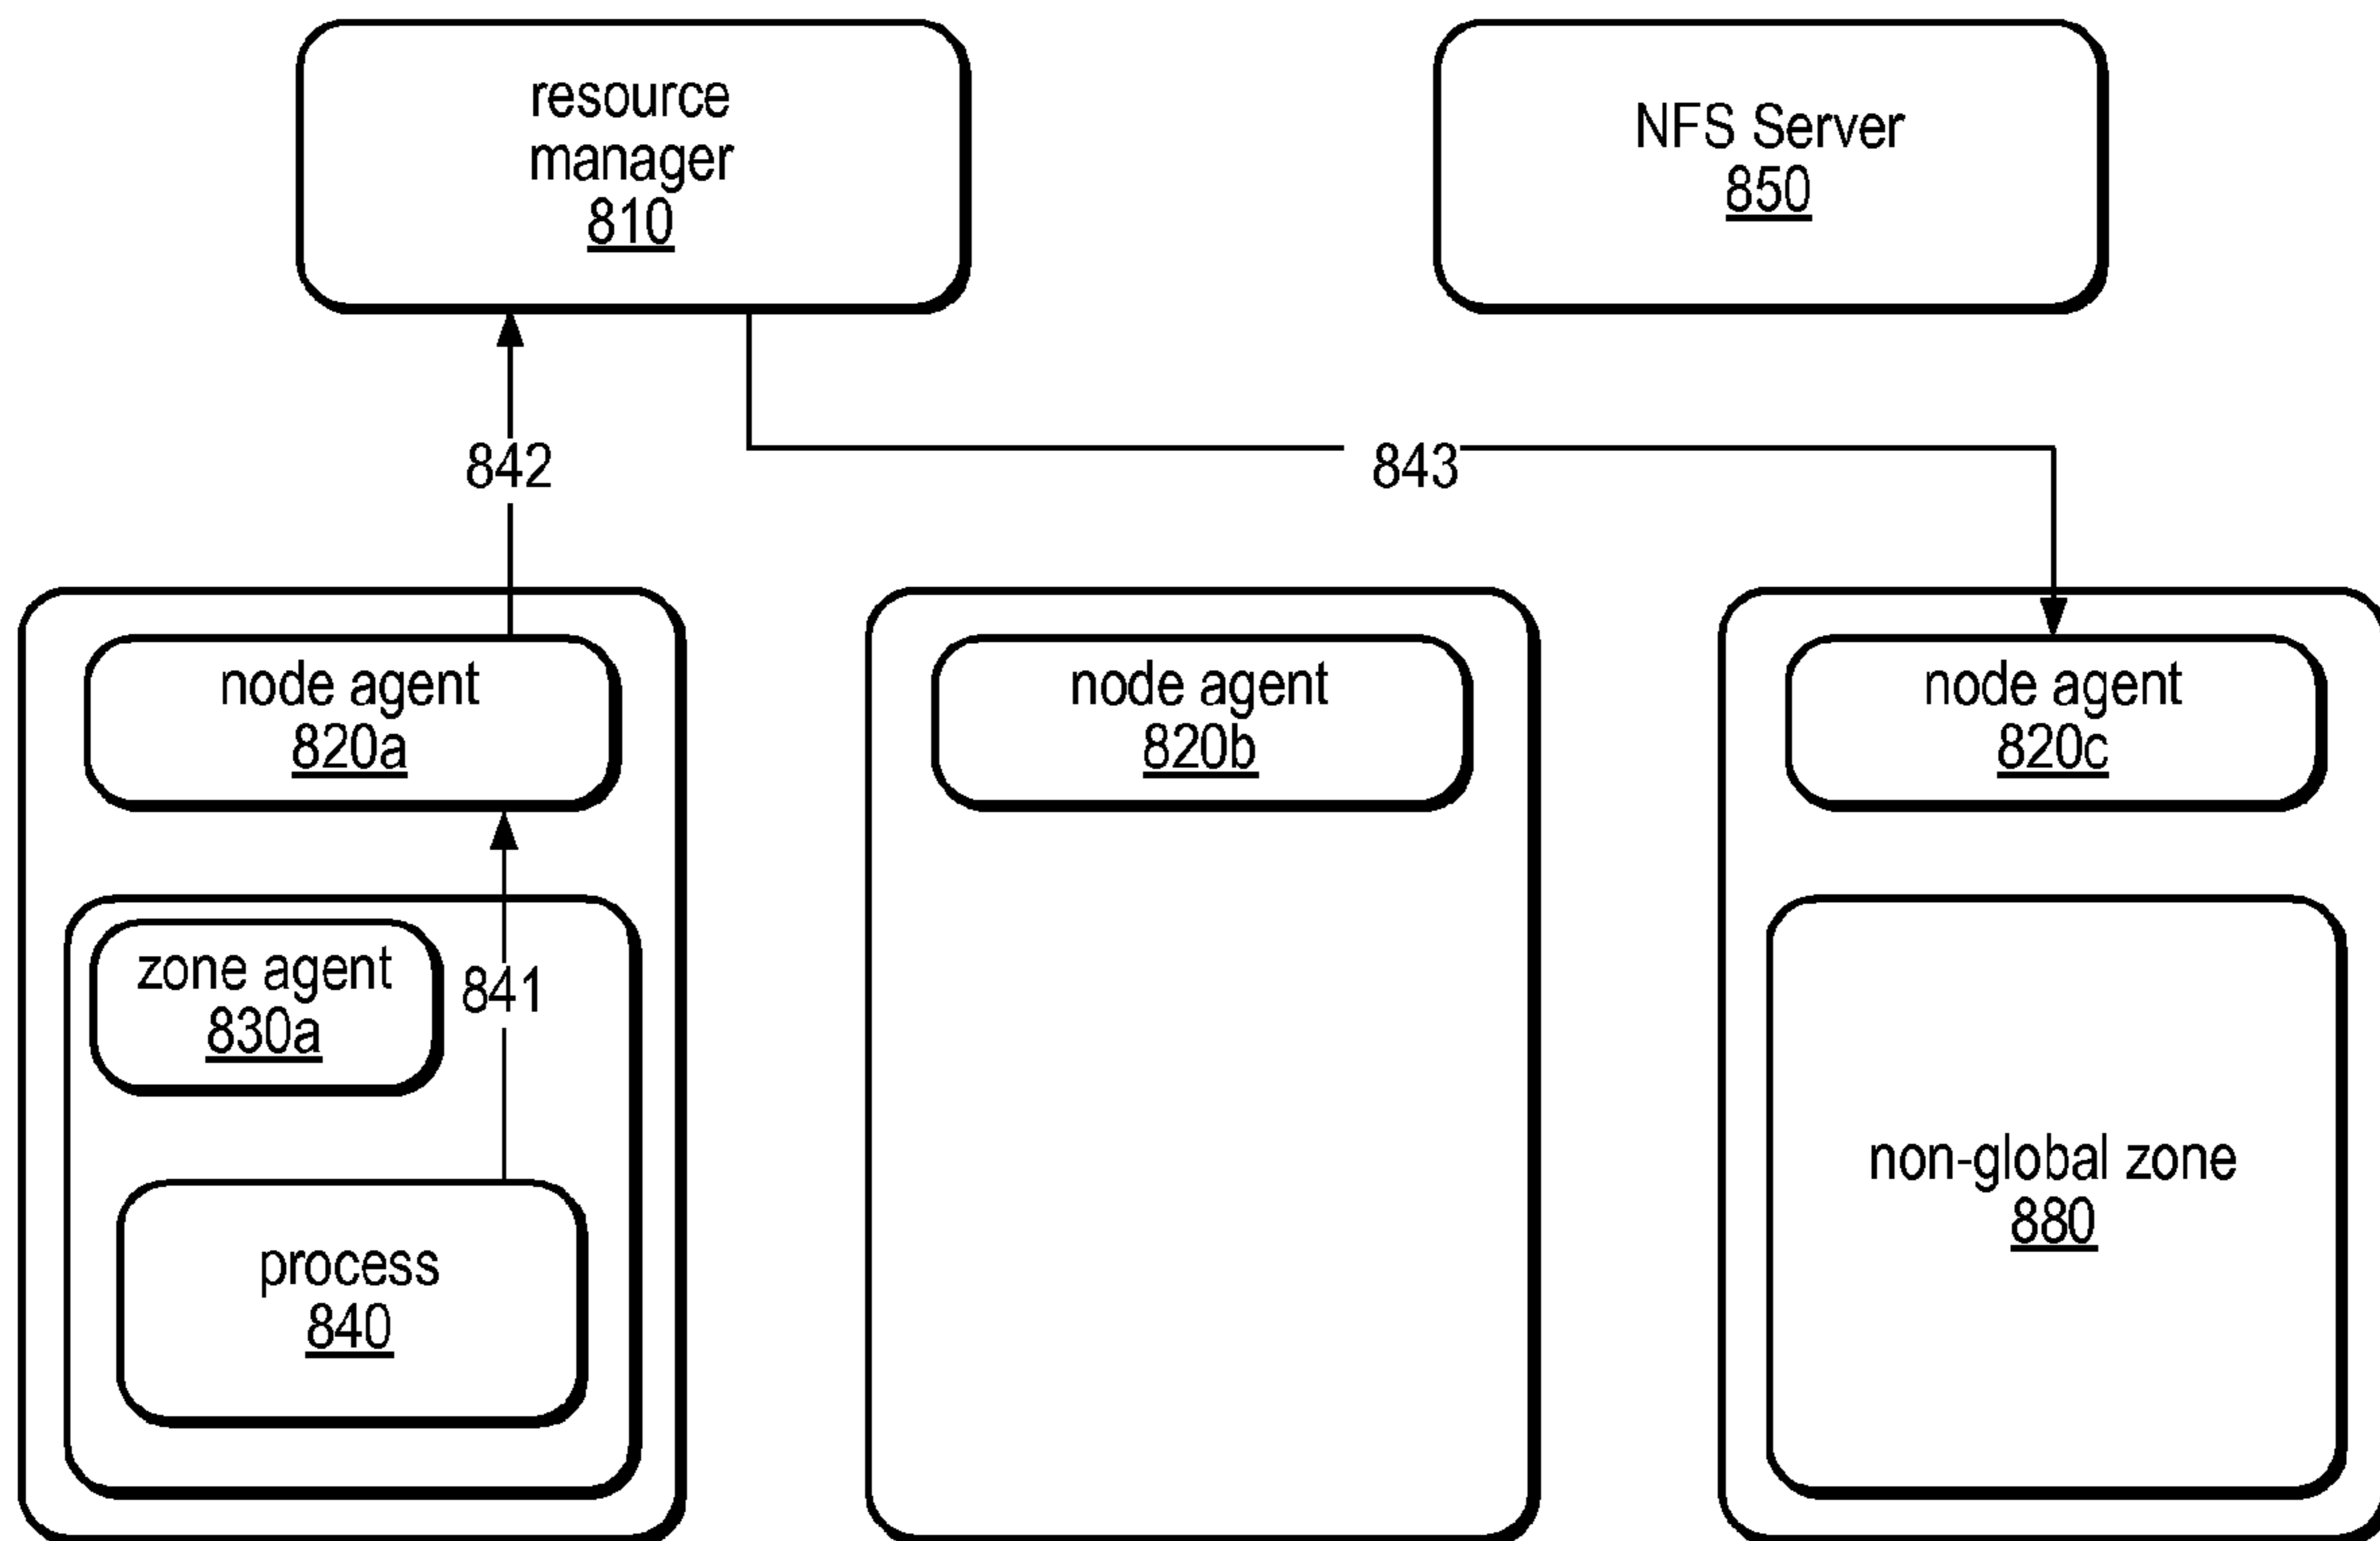 resource
manager
810
NFS Server
850
842
843
node agent
820a
node agent
820b
node agent
820c
zone agent
830a
841
process
840
non-global zone
880